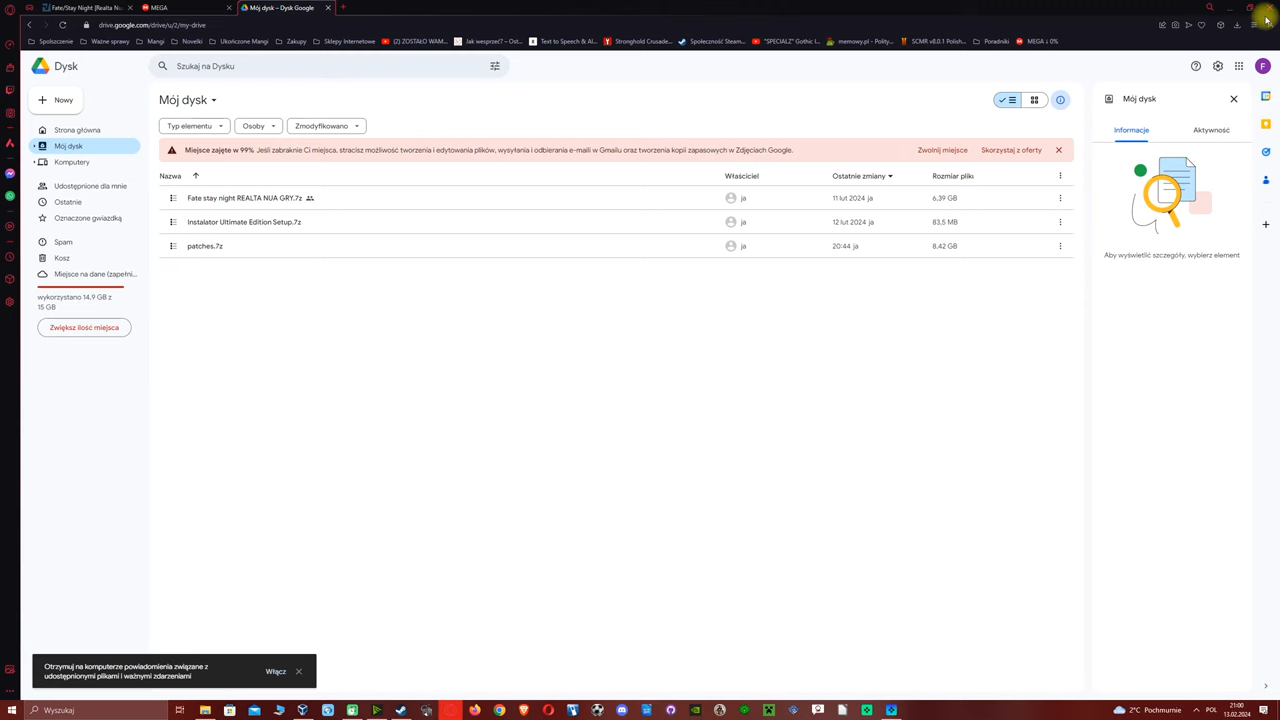 Fate/Stay Night [Realta Nu
MEGA
Mój dysk – Dysk Google
drive.google.com/drive/u/2/my-drive
Spolszczenie
Ważne sprawy
Mangi
Novelki
Ukończone Mangi
Zakupy
Sklepy Internetowe
(2) ZOSTAŁO WAM...
Jak wesprzeć? – Ost...
Text to Speech & AI...
Stronghold Crusade...
Społeczność Steam...
"SPECIALZ" Gothic I...
memowy.pl - Polity...
SCMR v8.0.1 Polish...
Poradniki
MEGA ↓ 0%
Dysk
Szukaj na Dysku
F
Nowy
Strona główna
Mój dysk
Komputery
Udostępnione dla mnie
Ostatnie
Oznaczone gwiazdką
Spam
Kosz
Miejsce na dane (zapełni...
wykorzystano 14,9 GB z
15 GB
Zwiększ ilość miejsca
Mój dysk
Typ elementu
Osoby
Zmodyfikowano
Miejsce zajęte w 99% Jeśli zabraknie Ci miejsca, stracisz możliwość tworzenia i edytowania plików, wysyłania i odbierania e-maili w Gmailu oraz tworzenia kopii zapasowych w Zdjęciach Google.
Zwolnij miejsce
Skorzystaj z oferty
Nazwa
Właściciel
Ostatnie zmiany
Rozmiar pliku
Fate stay night REALTA NUA GRY.7z
ja
11 lut 2024 ja
6,39 GB
Instalator Ultimate Edition Setup.7z
ja
12 lut 2024 ja
83,5 MB
patches.7z
ja
20:44 ja
8,42 GB
Mój dysk
Informacje
Aktywność
Aby wyświetlić szczegóły, wybierz element
Otrzymuj na komputerze powiadomienia związane z
udostępnionymi plikami i ważnymi zdarzeniami
Włącz
Wyszukaj
2°C Pochmurnie
POL
21:00
13.02.2024